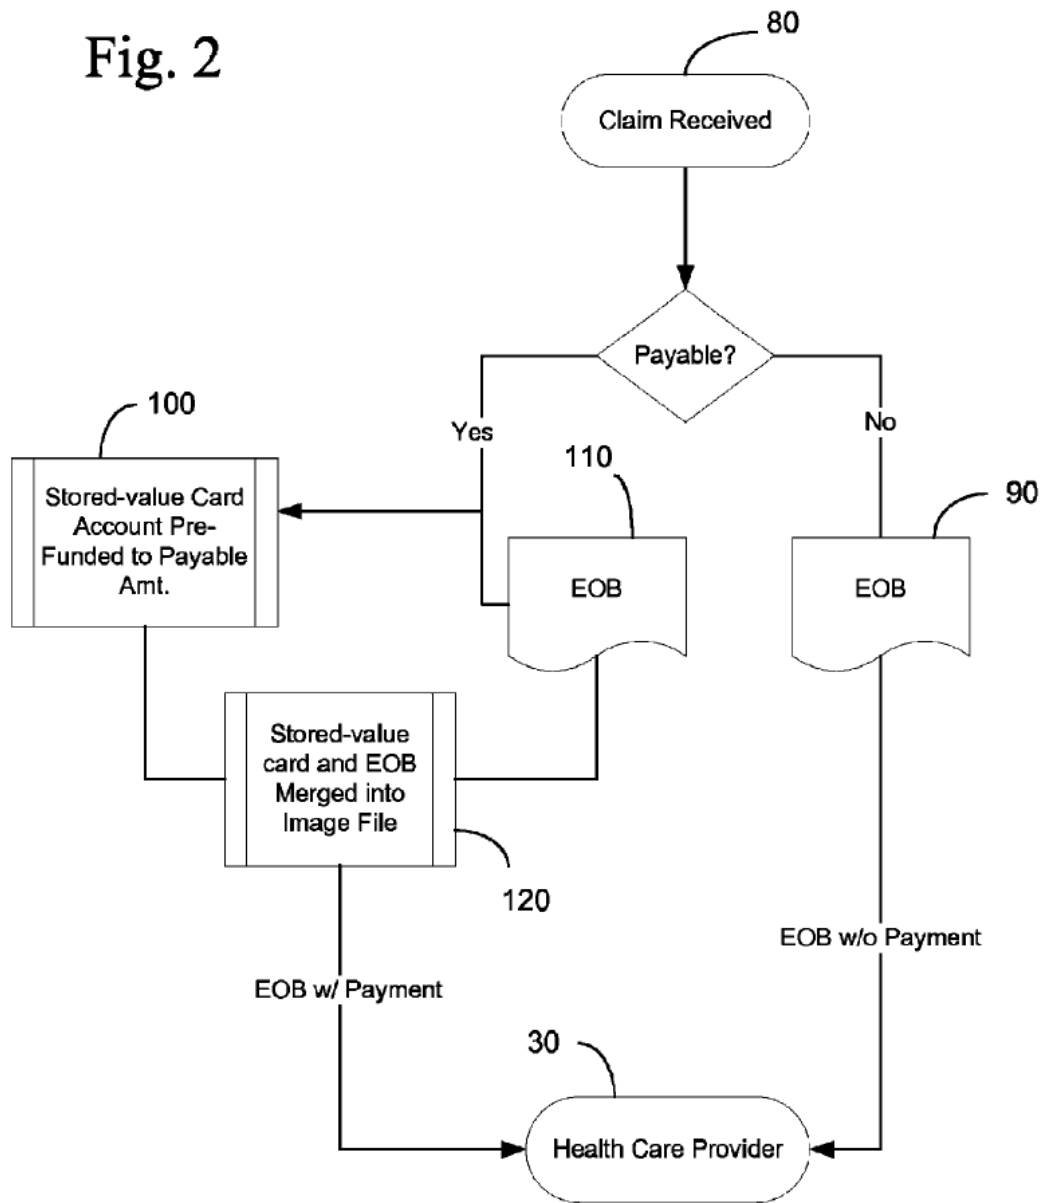 Fig. 2
80
Claim Received
Payable?
100
Yes
No
110
90
Stored-value Card
Account Pre-
Funded to Payable
Amt.
EOB
EOB
Stored-value
card and EOB
Merged into
Image File
120
EOB w/o Payment
EOB w/ Payment
30
Health Care Provider